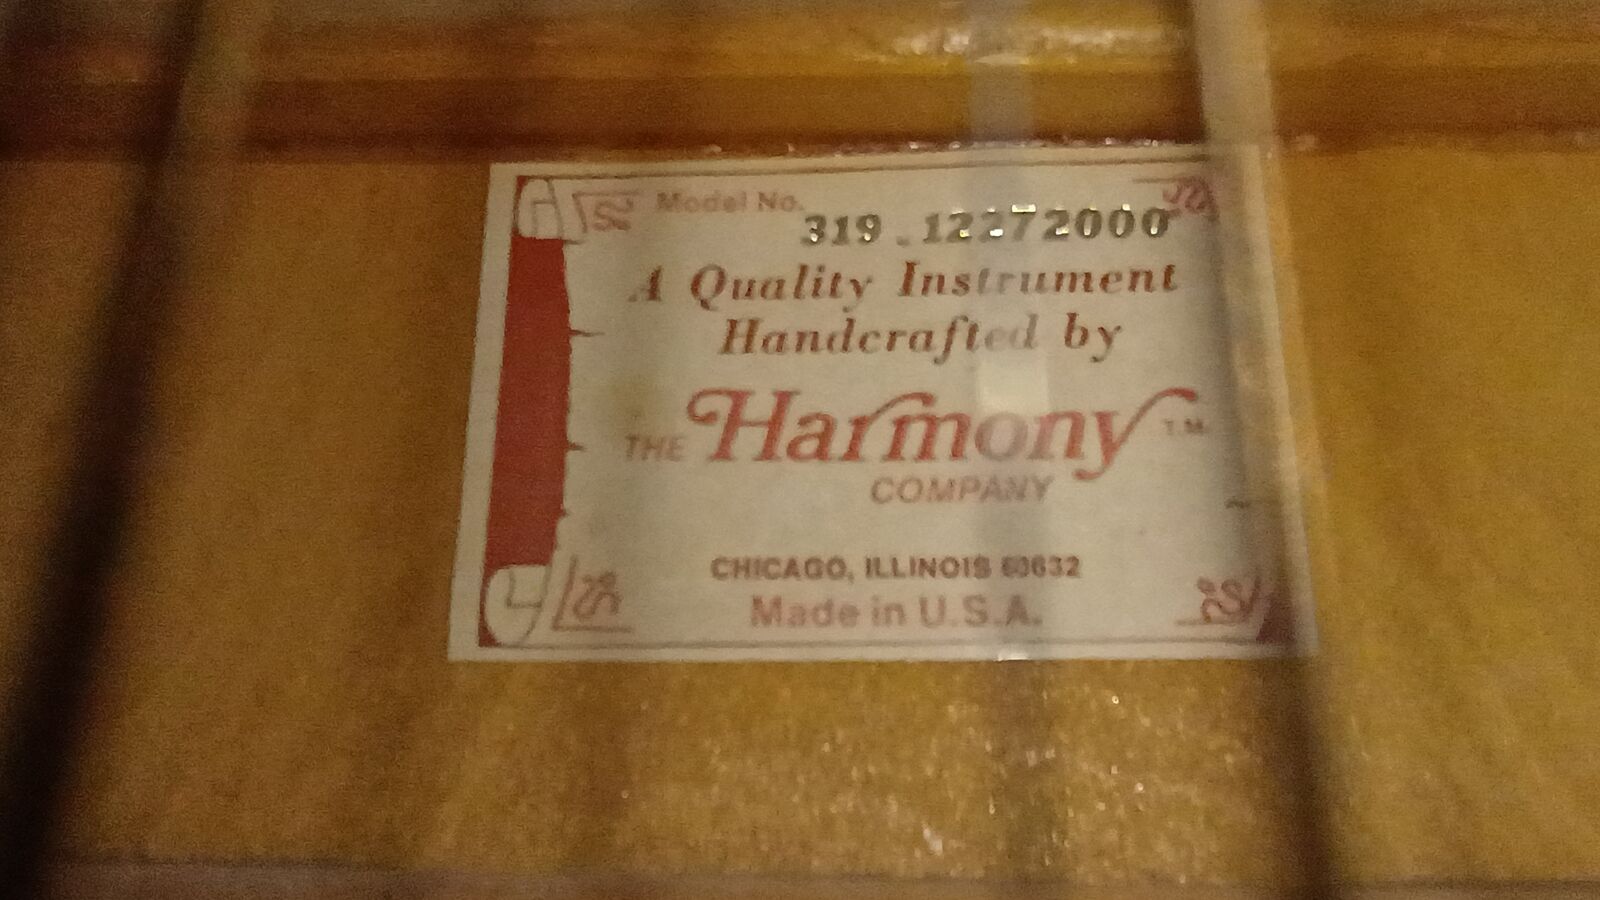 Model No. 319.12272000
A Quality Instrument
Handcrafted by
THE Harmony T.M.
COMPANY
CHICAGO, ILLINOIS 60632
Made in U.S.A.